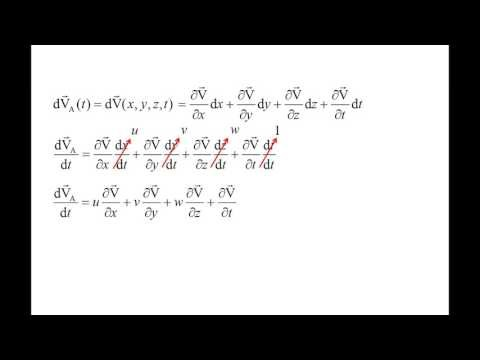 dV⃗_A(t) = dV⃗(x, y, z, t) = ∂V⃗/∂x dx + ∂V⃗/∂y dy + ∂V⃗/∂z dz + ∂V⃗/∂t dt
u v w 1
dV⃗_A/dt = ∂V⃗/∂x dx/dt + ∂V⃗/∂y dy/dt + ∂V⃗/∂z dz/dt + ∂V⃗/∂t dt/dt
dV⃗_A/dt = u ∂V⃗/∂x + v ∂V⃗/∂y + w ∂V⃗/∂z + ∂V⃗/∂t